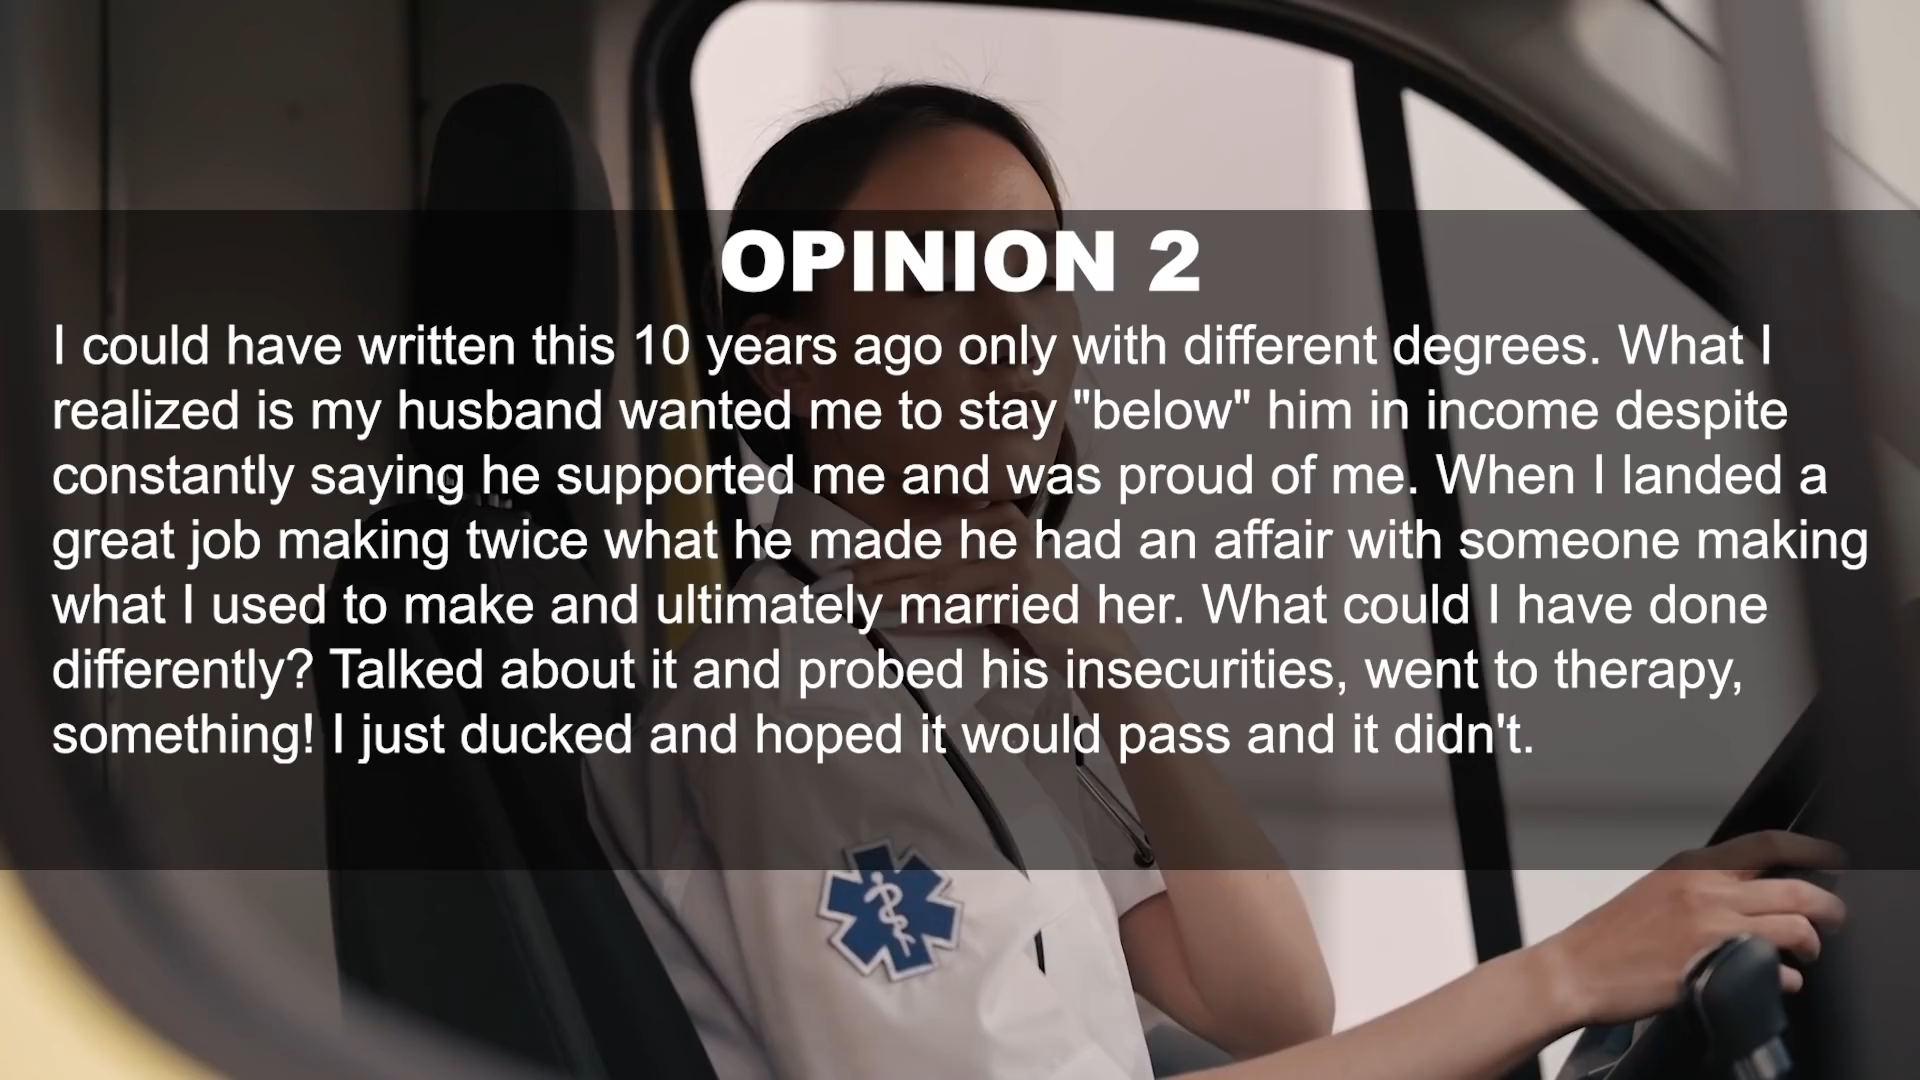 OPINION 2
I could have written this 10 years ago only with different degrees. What I
realized is my husband wanted me to stay "below" him in income despite
constantly saying he supported me and was proud of me. When I landed a
great job making twice what he made he had an affair with someone making
what I used to make and ultimately married her. What could I have done
differently? Talked about it and probed his insecurities, went to therapy,
something! I just ducked and hoped it would pass and it didn't.